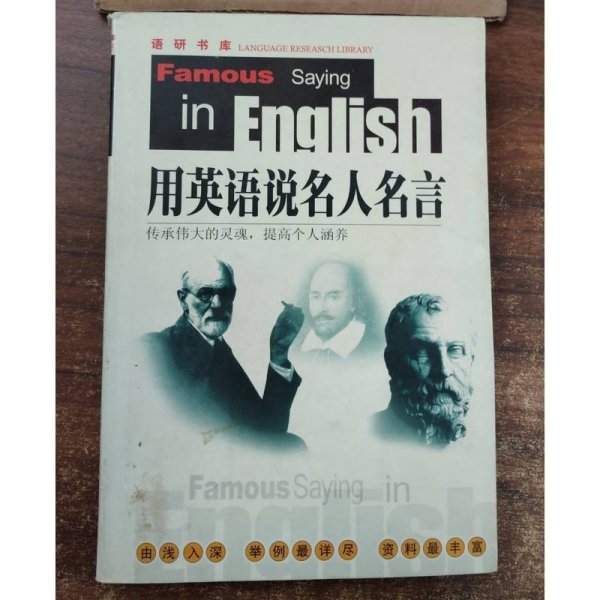 语研书库 LANGUAGE RESEASCH LIBRARY
Famous Saying
in English
用英语说名人名言
传承伟大的灵魂，提高个人涵养
Famous Saying in
English
由浅入深 举例最详尽 资料最丰富